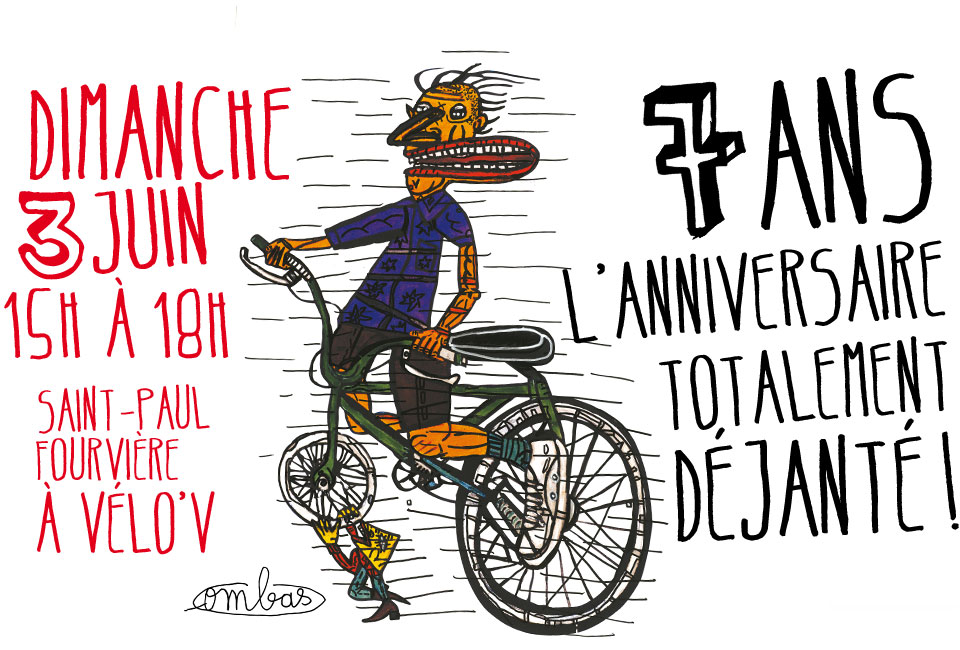 DIMANCHE
3 JUIN
15H À 18H
SAINT-PAUL
FOURVIÈRE
À VÉLO'V
7 ANS
L'ANNIVERSAIRE
TOTALEMENT
DÉJANTÉ !
ombas